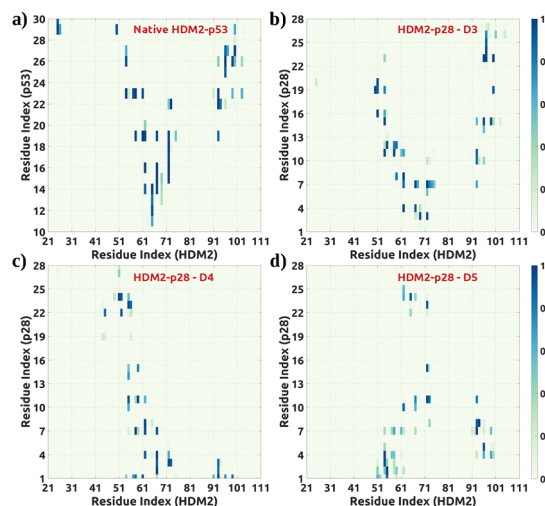 a) Native HDM2-p53
Residue Index (p53)
30
28
26
24
22
20
18
16
14
12
10
21 31 41 51 61 71 81 91 101 111
Residue Index (HDM2)
b) HDM2-p28 - D3
Residue Index (p28)
28
25
22
19
16
13
10
7
4
1
21 31 41 51 61 71 81 91 101 111
Residue Index (HDM2)
1
0.8
0.6
0.4
0.2
0
c) HDM2-p28 - D4
Residue Index (p28)
28
25
22
19
16
13
10
7
4
1
21 31 41 51 61 71 81 91 101 111
Residue Index (HDM2)
d) HDM2-p28 - D5
Residue Index (p28)
28
25
22
19
16
13
10
7
4
1
21 31 41 51 61 71 81 91 101 111
Residue Index (HDM2)